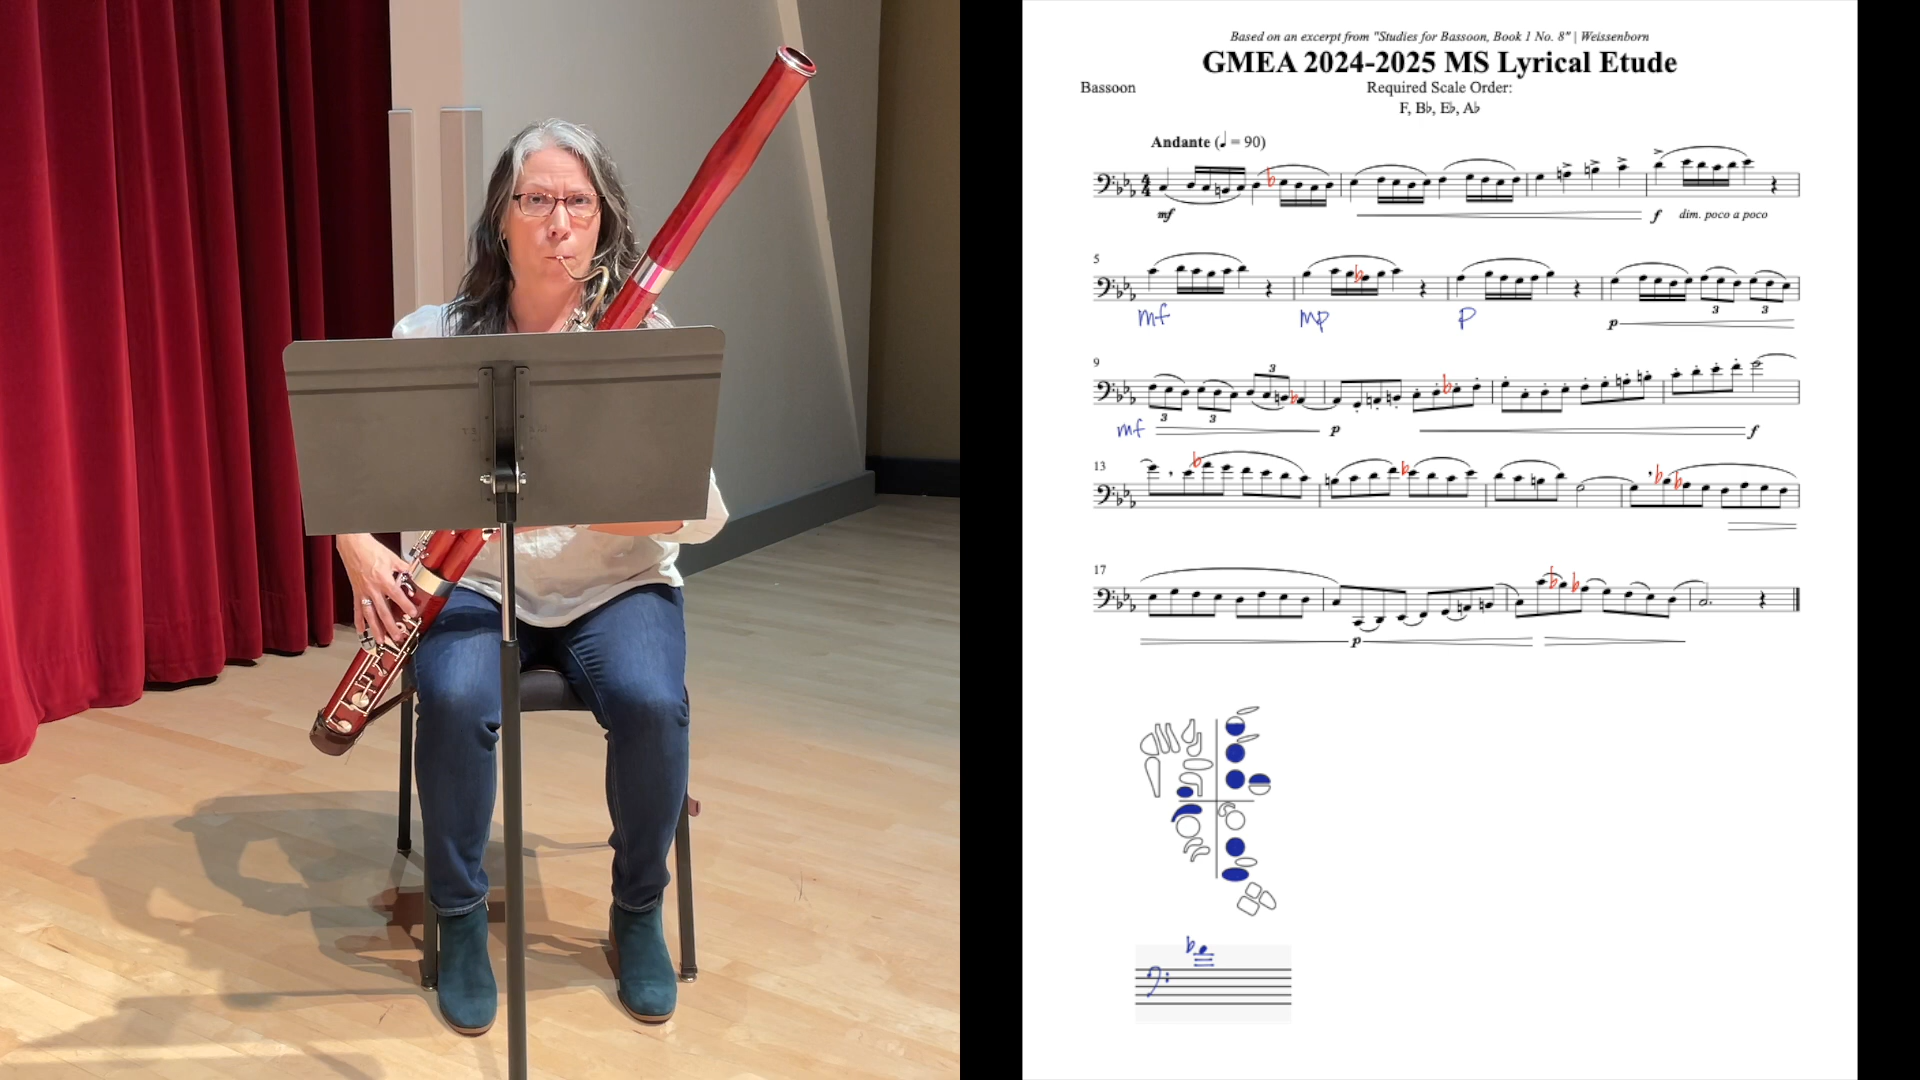 Based on an excerpt from "Studies for Bassoon, Book 1 No. 8" | Weissenborn
GMEA 2024-2025 MS Lyrical Etude
Bassoon
Required Scale Order:
F, B♭, E♭, A♭
Andante (♩ = 90)
mf
f dim. poco a poco
5
mf mp p p
3 3
9
3
3 3
mf p f
13
17
p